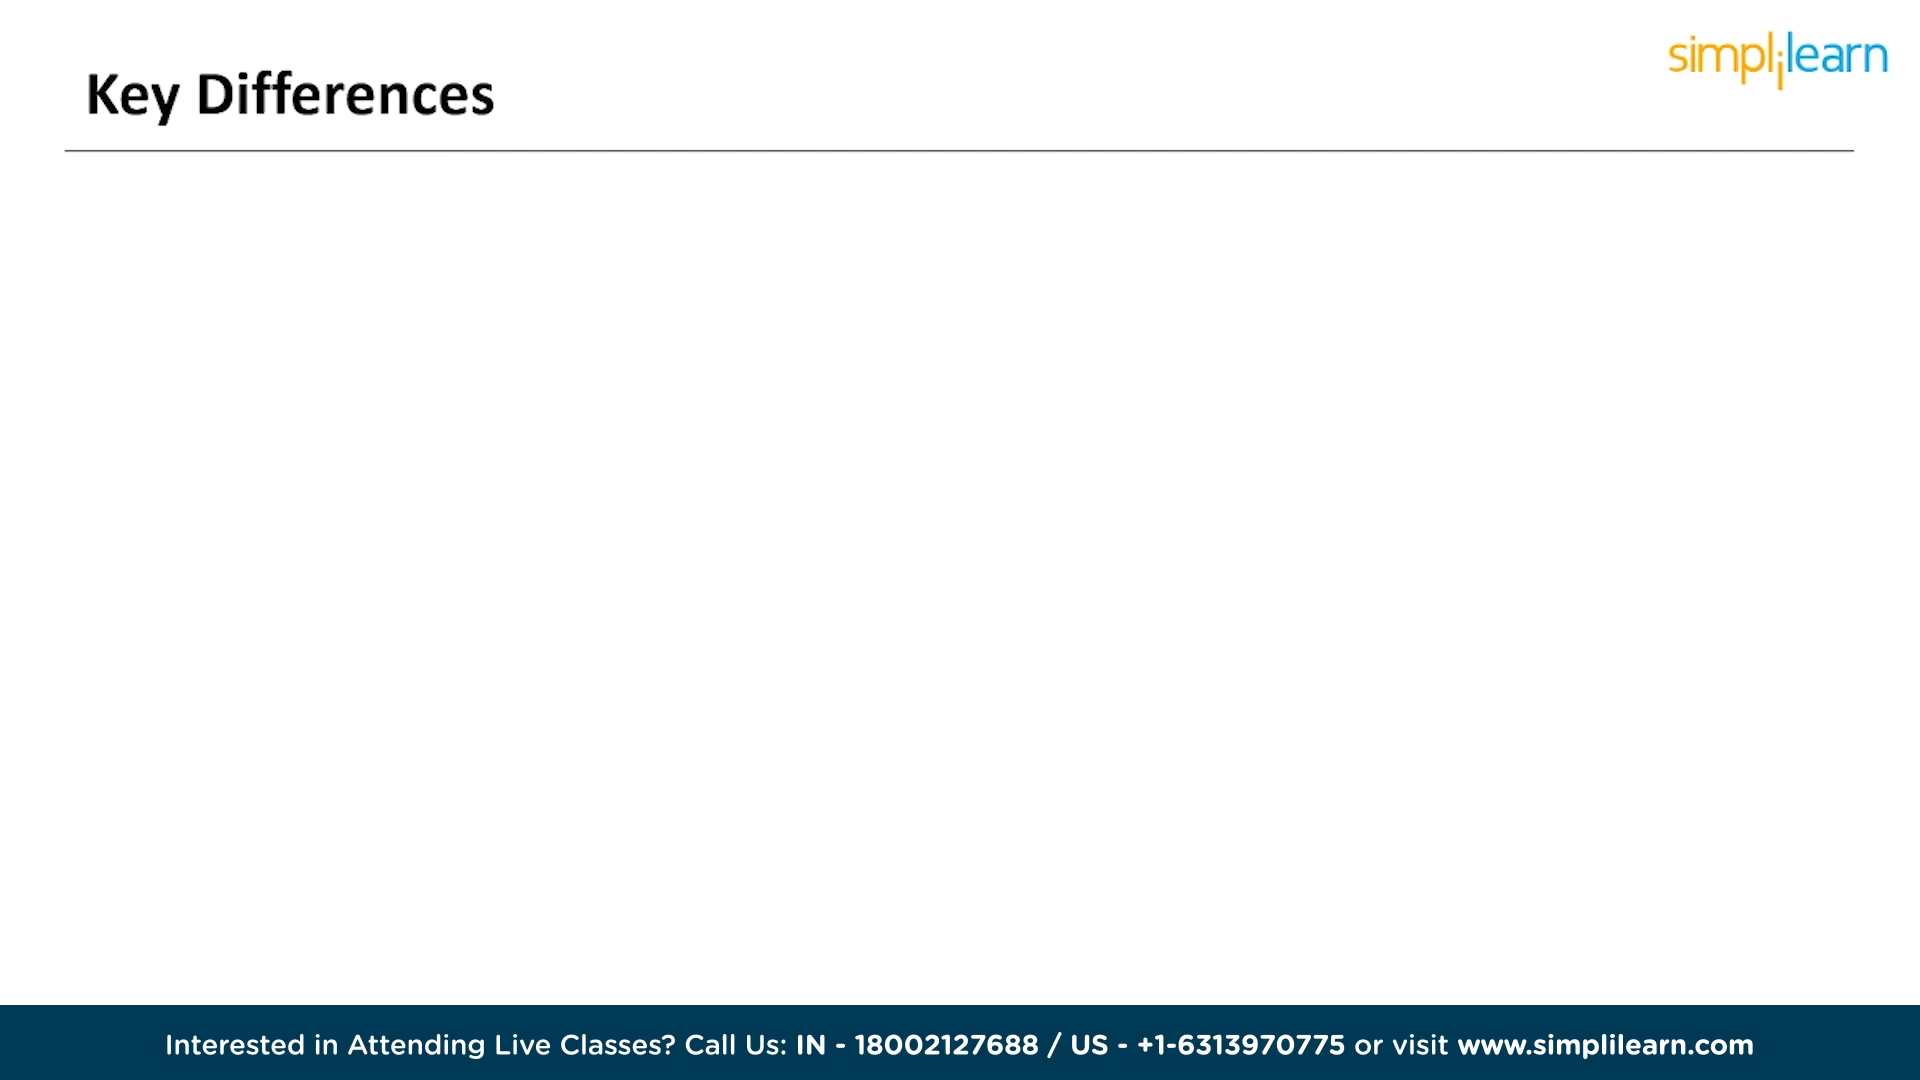 simplilearn
Key Differences
Interested in Attending Live Classes? Call Us: IN - 18002127688 / US - +1-6313970775 or visit www.simplilearn.com